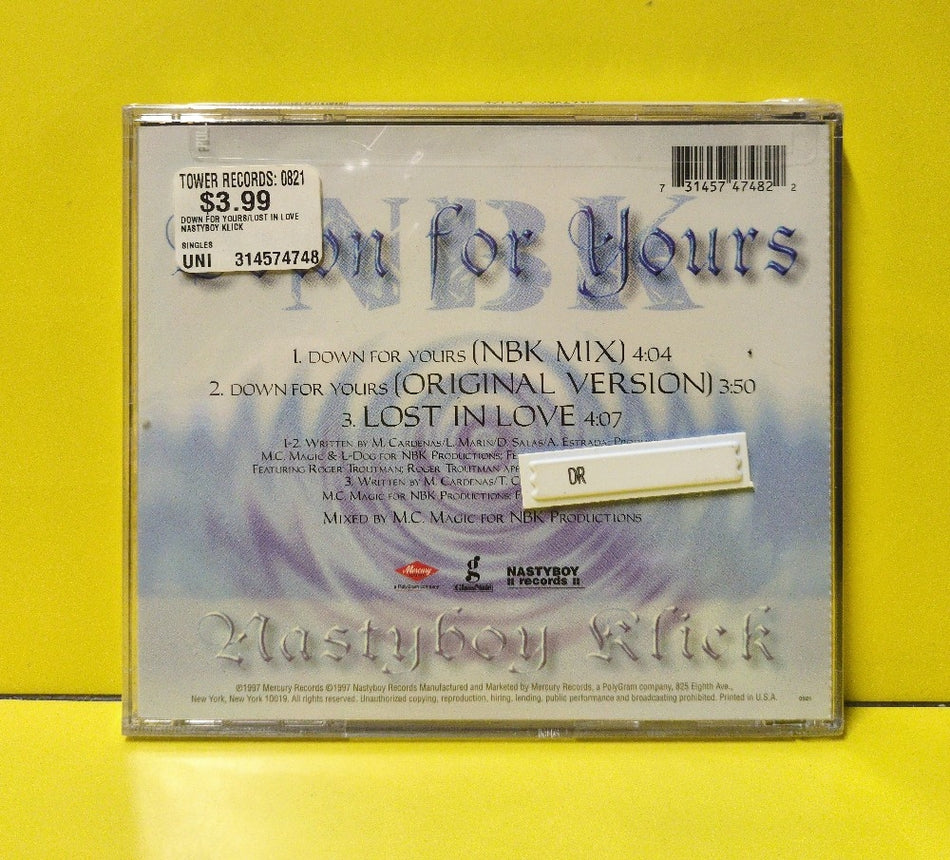 TOWER RECORDS: 0821
$3.99
DOWN FOR YOURS/LOST IN LOVE
NASTYBOY KLICK
SINGLES
UNI 314574748
7 31457 47482 2
NBK
for Yours
1. DOWN FOR YOURS (NBK MIX) 4:04
2. DOWN FOR YOURS (ORIGINAL VERSION) 3:50
3. LOST IN LOVE 4:07
1-2. WRITTEN BY M. CARDENAS/L. MARIN/D. SALAS/A. ESTRADA;
M.C. MAGIC & L-DOG FOR NBK PRODUCTIONS;
FEATURING ROGER TROUTMAN; ROGER TROUTMAN
3. WRITTEN BY M. CARDENAS/T.
M.C. MAGIC FOR NBK PRODUCTIONS;
DR
MIXED BY M.C. MAGIC FOR NBK PRODUCTIONS
Mercury
a PolyGram company
g
GlassNote
NASTYBOY
records
Nastyboy Klick
©1997 Mercury Records ©1997 Nastyboy Records Manufactured and Marketed by Mercury Records, a PolyGram company, 825 Eighth Ave.,
New York, New York 10019. All rights reserved. Unauthorized copying, reproduction, hiring, lending, public performance and broadcasting prohibited. Printed in U.S.A.